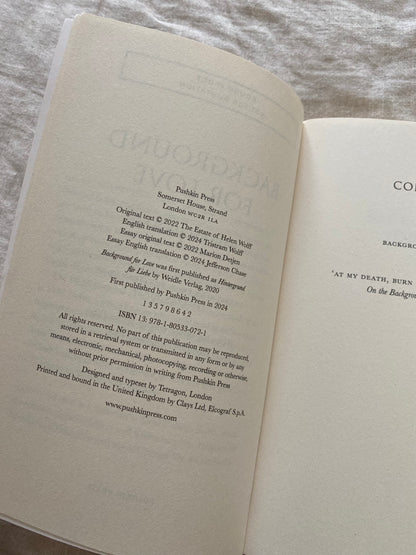 Pushkin Press
Somerset House, Strand
London WC2R 1LA
Original text © 2022 The Estate of Helen Wolff
English translation © 2024 Tristram Wolff
Essay original text © 2022 Marion Detjen
Essay English translation © 2024 Jefferson Chase
Background for Love was first published as Hintergrund
für Liebe by Weidle Verlag, 2020
First published by Pushkin Press in 2024
1 3 5 7 9 8 6 4 2
ISBN 13: 978-1-80533-072-1
All rights reserved. No part of this publication may be reproduced,
stored in a retrieval system or transmitted in any form or by any
means, electronic, mechanical, photocopying, recording or otherwise,
without prior permission in writing from Pushkin Press
Designed and typeset by Tetragon, London
Printed and bound in the United Kingdom by Clays Ltd, Elcograf S.p.A.
www.pushkinpress.com
CO
BACKGRO
'AT MY DEATH, BURN
On the Backgro